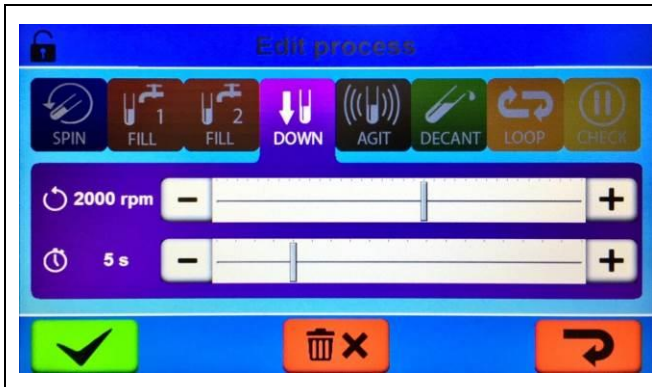 Edit process
SPIN
1
FILL
2
FILL
DOWN
AGIT
DECANT
LOOP
CHECK
2000 rpm
5 s